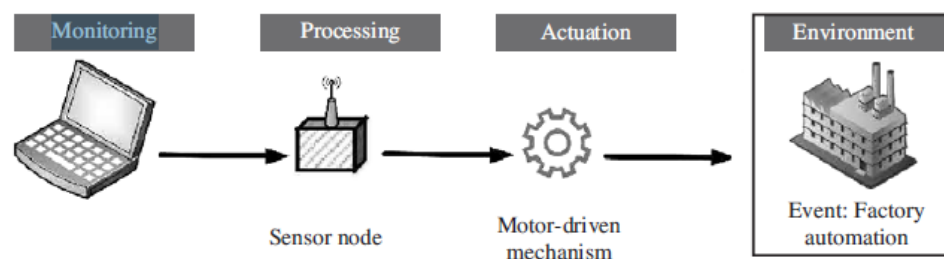 Monitoring
Processing
Actuation
Environment
Sensor node
Motor-driven
mechanism
Event: Factory
automation